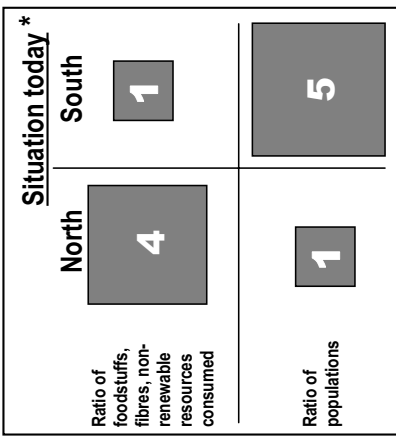 Situation today *
North
South
Ratio of
foodstuffs,
fibres, non-
renewable
resources
consumed
4
1
Ratio of
populations
1
5